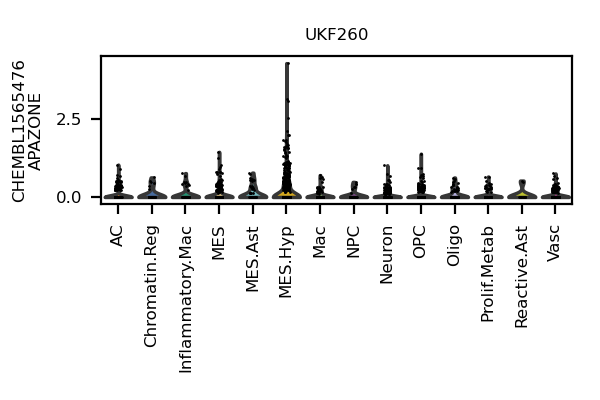 UKF260
CHEMBL1565476
APAZONE
2.5
0.0
AC
Chromatin.Reg
Inflammatory.Mac
MES
MES.Ast
MES.Hyp
Mac
NPC
Neuron
OPC
Oligo
Prolif.Metab
Reactive.Ast
Vasc